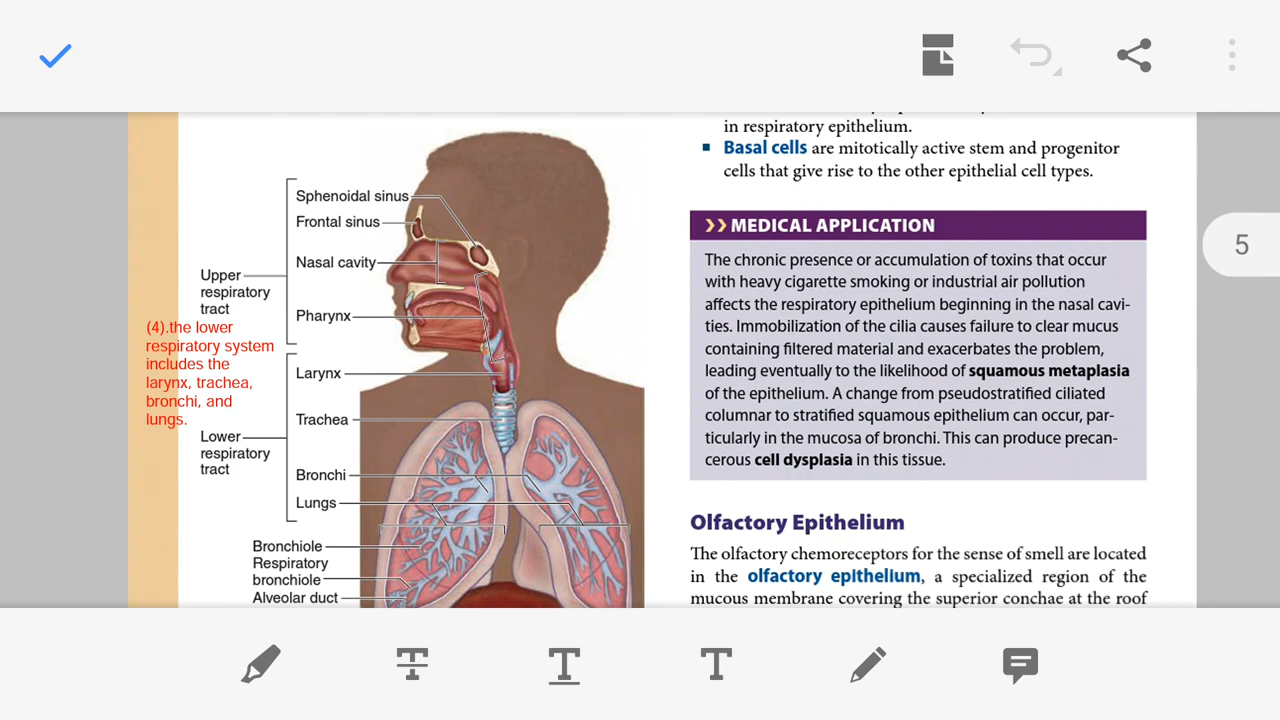 5
in respiratory epithelium.
■ Basal cells are mitotically active stem and progenitor
cells that give rise to the other epithelial cell types.
›› MEDICAL APPLICATION
The chronic presence or accumulation of toxins that occur
with heavy cigarette smoking or industrial air pollution
affects the respiratory epithelium beginning in the nasal cavi-
ties. Immobilization of the cilia causes failure to clear mucus
containing filtered material and exacerbates the problem,
leading eventually to the likelihood of squamous metaplasia
of the epithelium. A change from pseudostratified ciliated
columnar to stratified squamous epithelium can occur, par-
ticularly in the mucosa of bronchi. This can produce precan-
cerous cell dysplasia in this tissue.
Olfactory Epithelium
The olfactory chemoreceptors for the sense of smell are located
in the olfactory epithelium, a specialized region of the
mucous membrane covering the superior conchae at the roof
Upper
respiratory
tract
Sphenoidal sinus
Frontal sinus
Nasal cavity
Pharynx
(4).the lower
respiratory system
includes the
larynx, trachea,
bronchi, and
lungs.
Lower
respiratory
tract
Larynx
Trachea
Bronchi
Lungs
Bronchiole
Respiratory
bronchiole
Alveolar duct
T
T
T